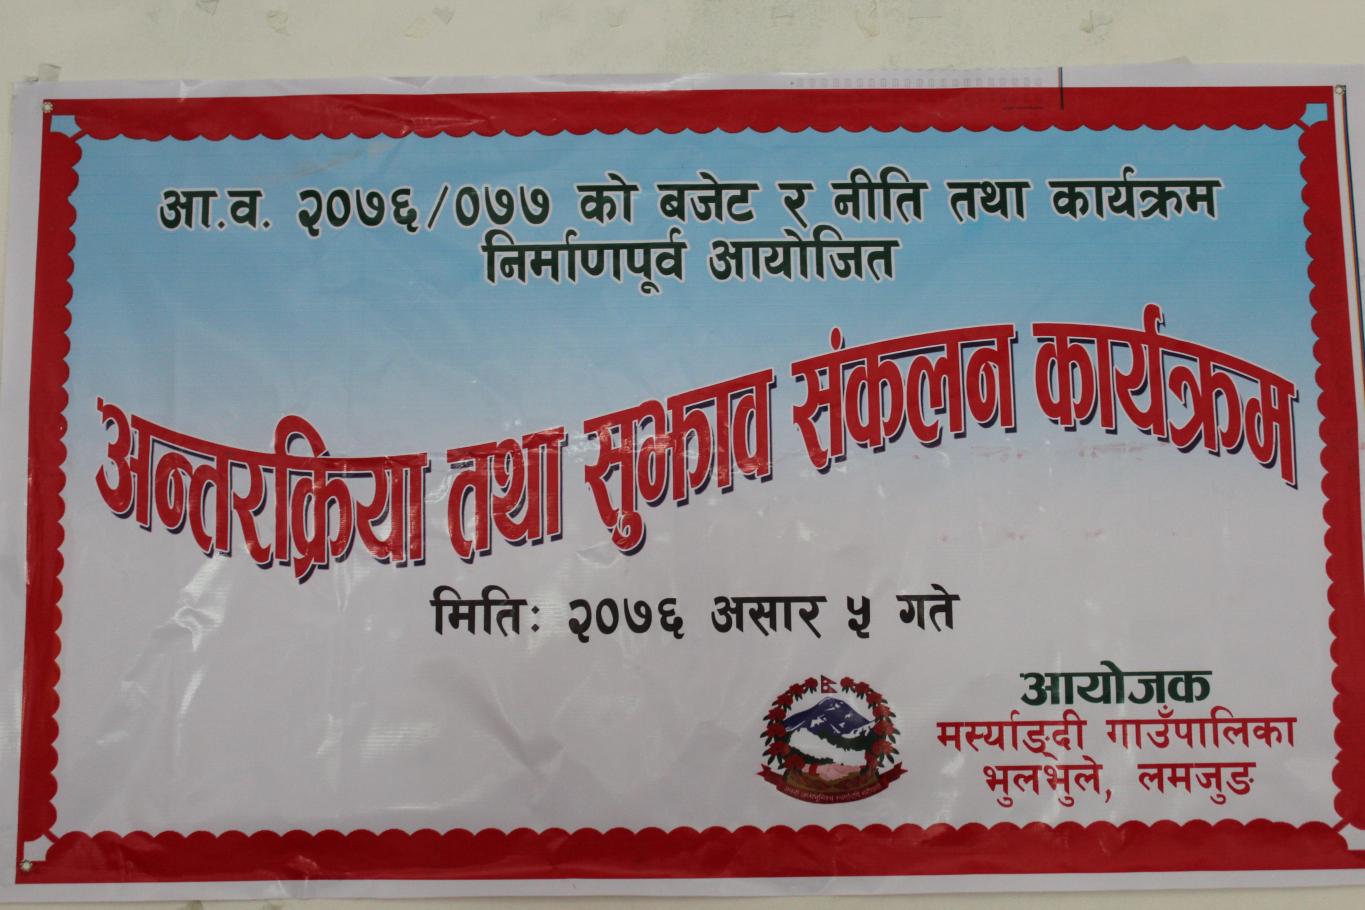 आ.व. २०७६/०७७ को बजेट र नीति तथा कार्यक्रम
निर्माणपूर्व आयोजित
अन्तरक्रिया तथा सुझाव संकलन कार्यक्रम
मितिः २०७६ असार ५ गते
आयोजक
मर्स्याङ्दी गाउँपालिका
भुलभुले, लमजुङ